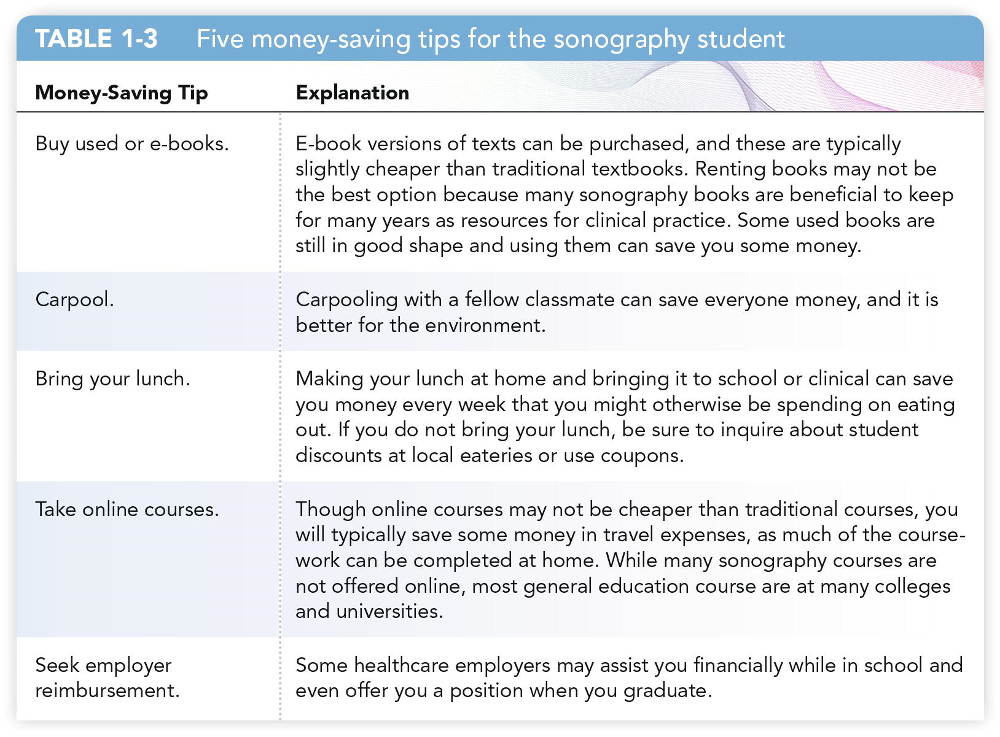 TABLE 1-3 Five money-saving tips for the sonography student
Money-Saving Tip Explanation
Buy used or e-books. E-book versions of texts can be purchased, and these are typically
slightly cheaper than traditional textbooks. Renting books may not be
the best option because many sonography books are beneficial to keep
for many years as resources for clinical practice. Some used books are
still in good shape and using them can save you some money.
Carpool. Carpooling with a fellow classmate can save everyone money, and it is
better for the environment.
Bring your lunch. Making your lunch at home and bringing it to school or clinical can save
you money every week that you might otherwise be spending on eating
out. If you do not bring your lunch, be sure to inquire about student
discounts at local eateries or use coupons.
Take online courses. Though online courses may not be cheaper than traditional courses, you
will typically save some money in travel expenses, as much of the course-
work can be completed at home. While many sonography courses are
not offered online, most general education course are at many colleges
and universities.
Seek employer Some healthcare employers may assist you financially while in school and
reimbursement. even offer you a position when you graduate.